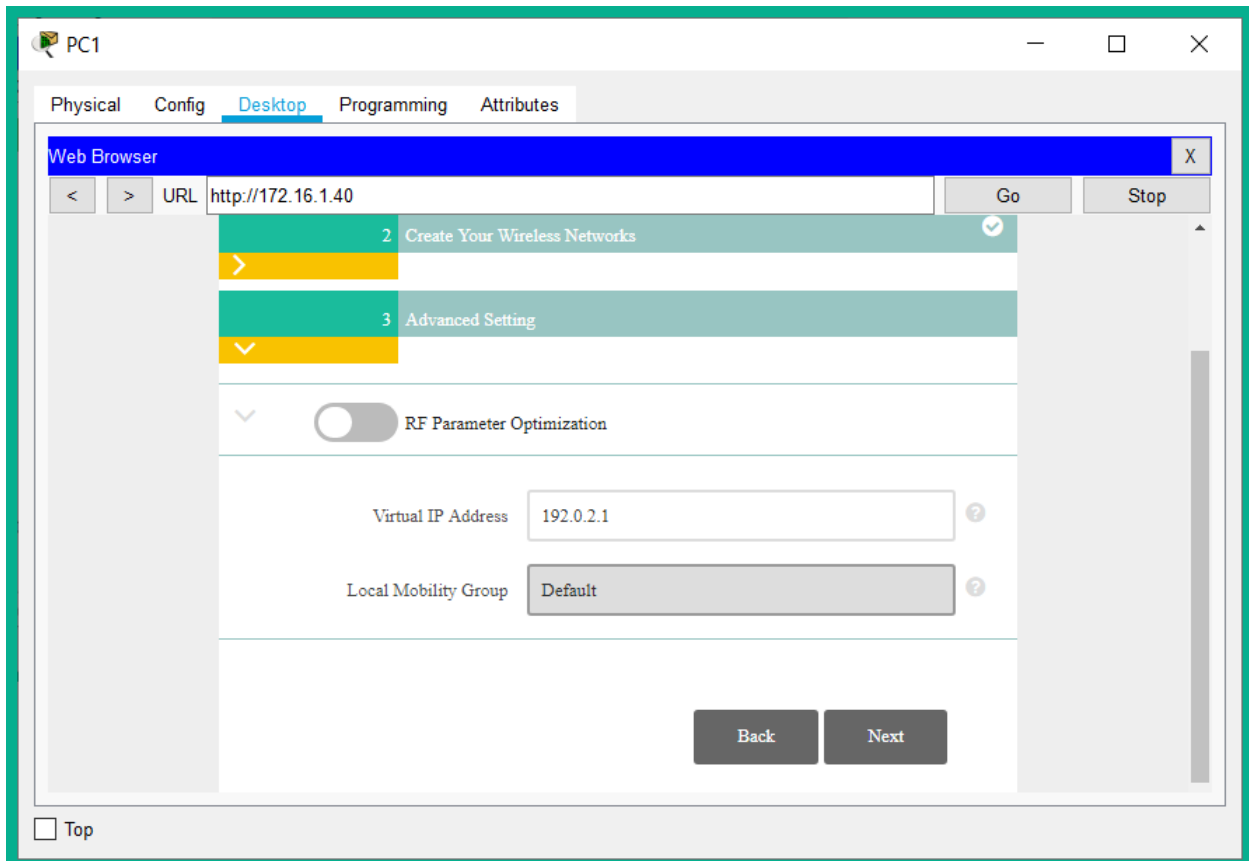 PC1
Physical Config Desktop Programming Attributes
Web Browser
X
< > URL http://172.16.1.40 Go Stop
2 Create Your Wireless Networks
3 Advanced Setting
RF Parameter Optimization
Virtual IP Address 192.0.2.1 ?
Local Mobility Group Default ?
Back Next
Top